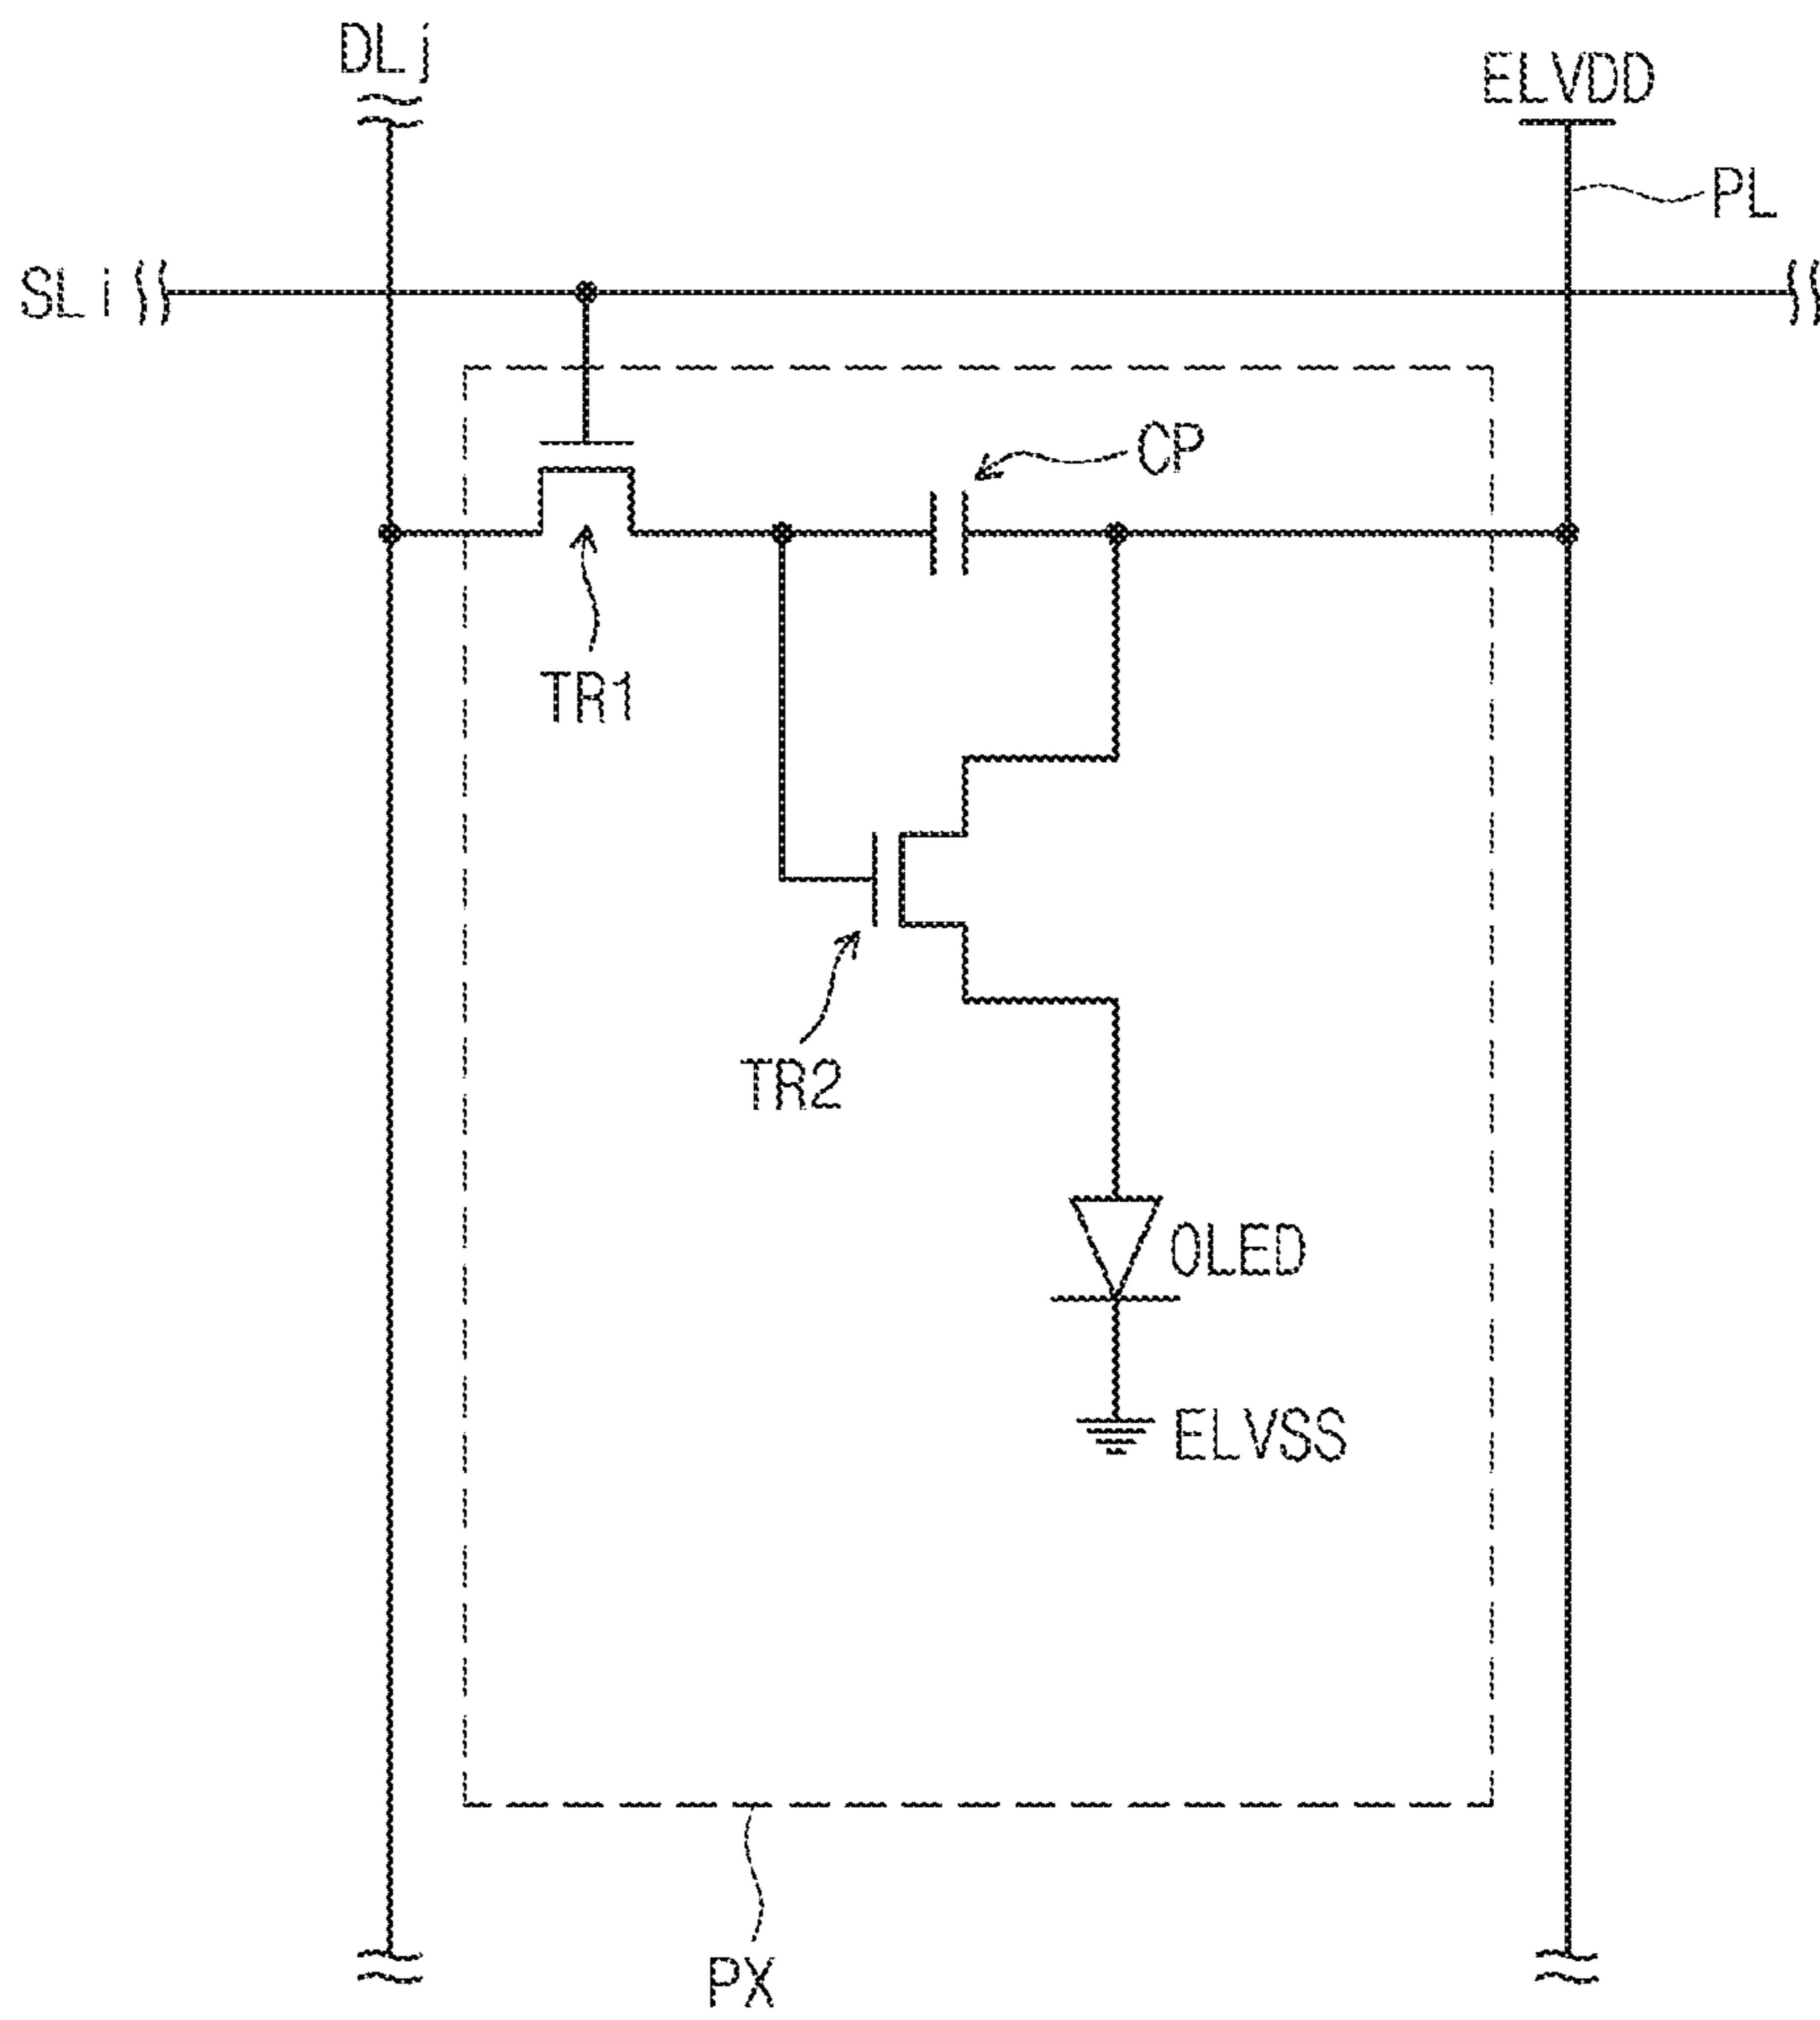 DLj
ELVDD
PL
SLi
CP
TR1
TR2
OLED
ELVSS
PX